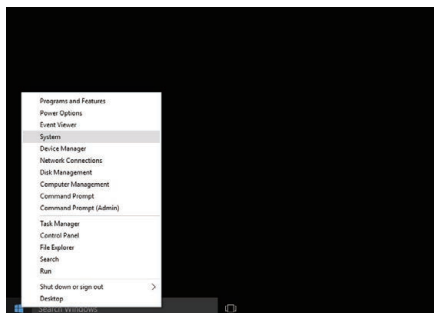 Programs and Features
Power Options
Event Viewer
System
Device Manager
Network Connections
Disk Management
Computer Management
Command Prompt
Command Prompt (Admin)
Task Manager
Control Panel
File Explorer
Search
Run
Shut down or sign out
Desktop
Search Windows